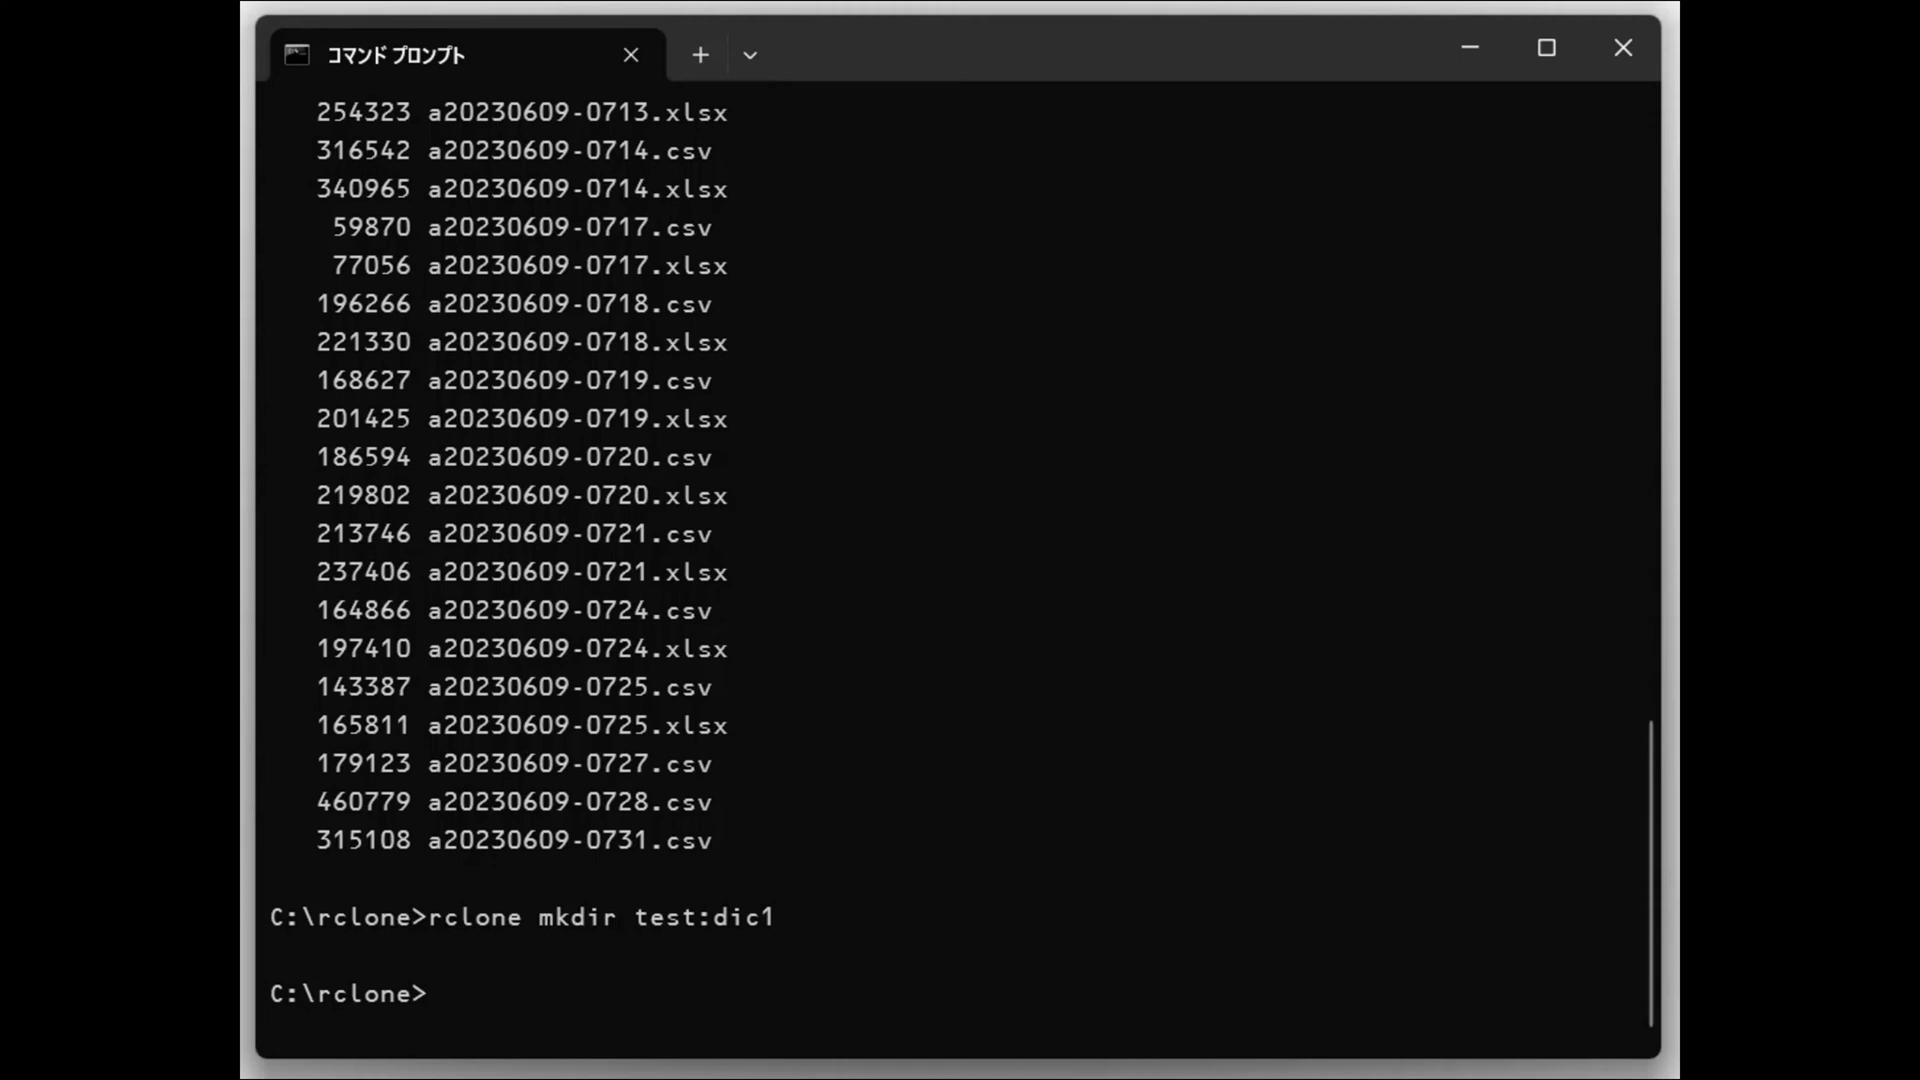 コマンド プロンプト
254323 a20230609-0713.xlsx
316542 a20230609-0714.csv
340965 a20230609-0714.xlsx
59870 a20230609-0717.csv
77056 a20230609-0717.xlsx
196266 a20230609-0718.csv
221330 a20230609-0718.xlsx
168627 a20230609-0719.csv
201425 a20230609-0719.xlsx
186594 a20230609-0720.csv
219802 a20230609-0720.xlsx
213746 a20230609-0721.csv
237406 a20230609-0721.xlsx
164866 a20230609-0724.csv
197410 a20230609-0724.xlsx
143387 a20230609-0725.csv
165811 a20230609-0725.xlsx
179123 a20230609-0727.csv
460779 a20230609-0728.csv
315108 a20230609-0731.csv
C:\rclone>rclone mkdir test:dic1
C:\rclone>